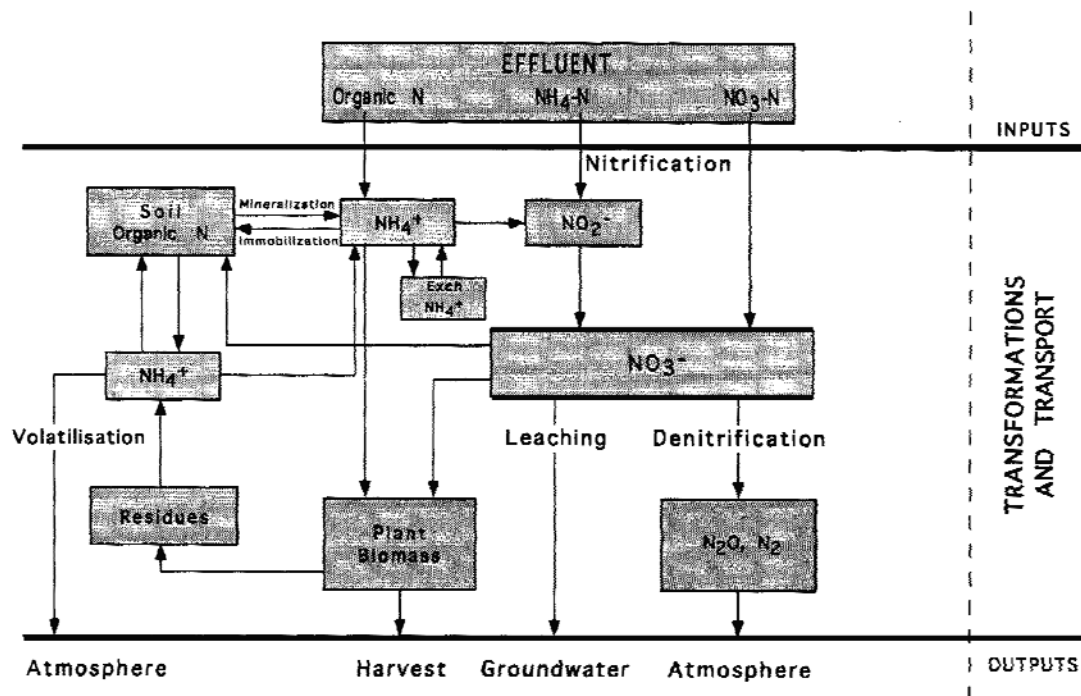 EFFLUENT
Organic N NH₄-N NO₃-N
INPUTS
Nitrification
Soil
Organic N
Mineralization
Immobilization
NH₄⁺
NO₂⁻
Exch
NH₄⁺
NH₄⁺
NO₃⁻
Volatilisation
Leaching
Denitrification
Residues
Plant
Biomass
N₂O, N₂
TRANSFORMATIONS
AND TRANSPORT
Atmosphere Harvest Groundwater Atmosphere
OUTPUTS